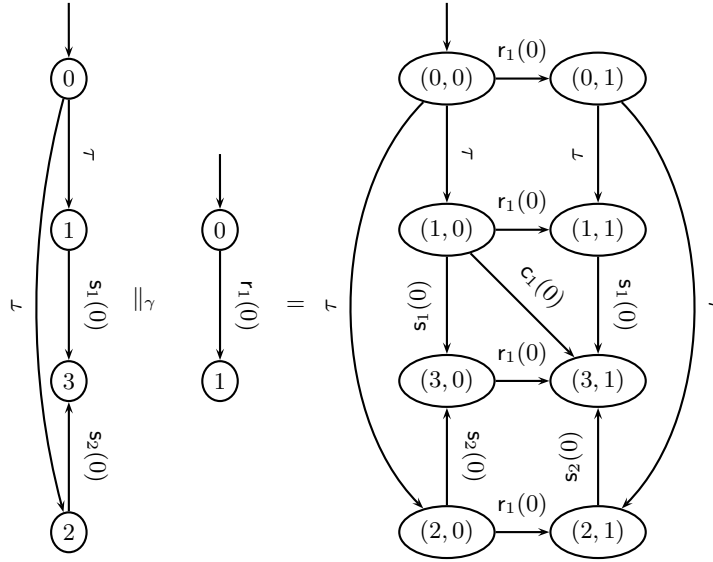 0
τ
1
s₁(0)
τ
3
s₂(0)
2
∥γ
0
r₁(0)
1
=
(0, 0)
r₁(0)
(0, 1)
τ
τ
(1, 0)
r₁(0)
(1, 1)
τ
s₁(0)
c₁(0)
s₁(0)
(3, 0)
r₁(0)
(3, 1)
s₂(0)
s₂(0)
(2, 0)
r₁(0)
(2, 1)